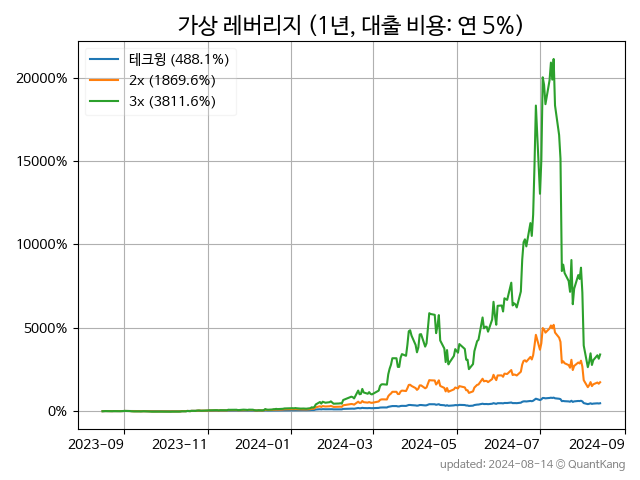 가상 레버리지 (1년, 대출 비용: 연 5%)
테크윙 (488.1%)
2x (1869.6%)
3x (3811.6%)
20000%
15000%
10000%
5000%
0%
2023-09 2023-11 2024-01 2024-03 2024-05 2024-07 2024-09
updated: 2024-08-14 © QuantKang